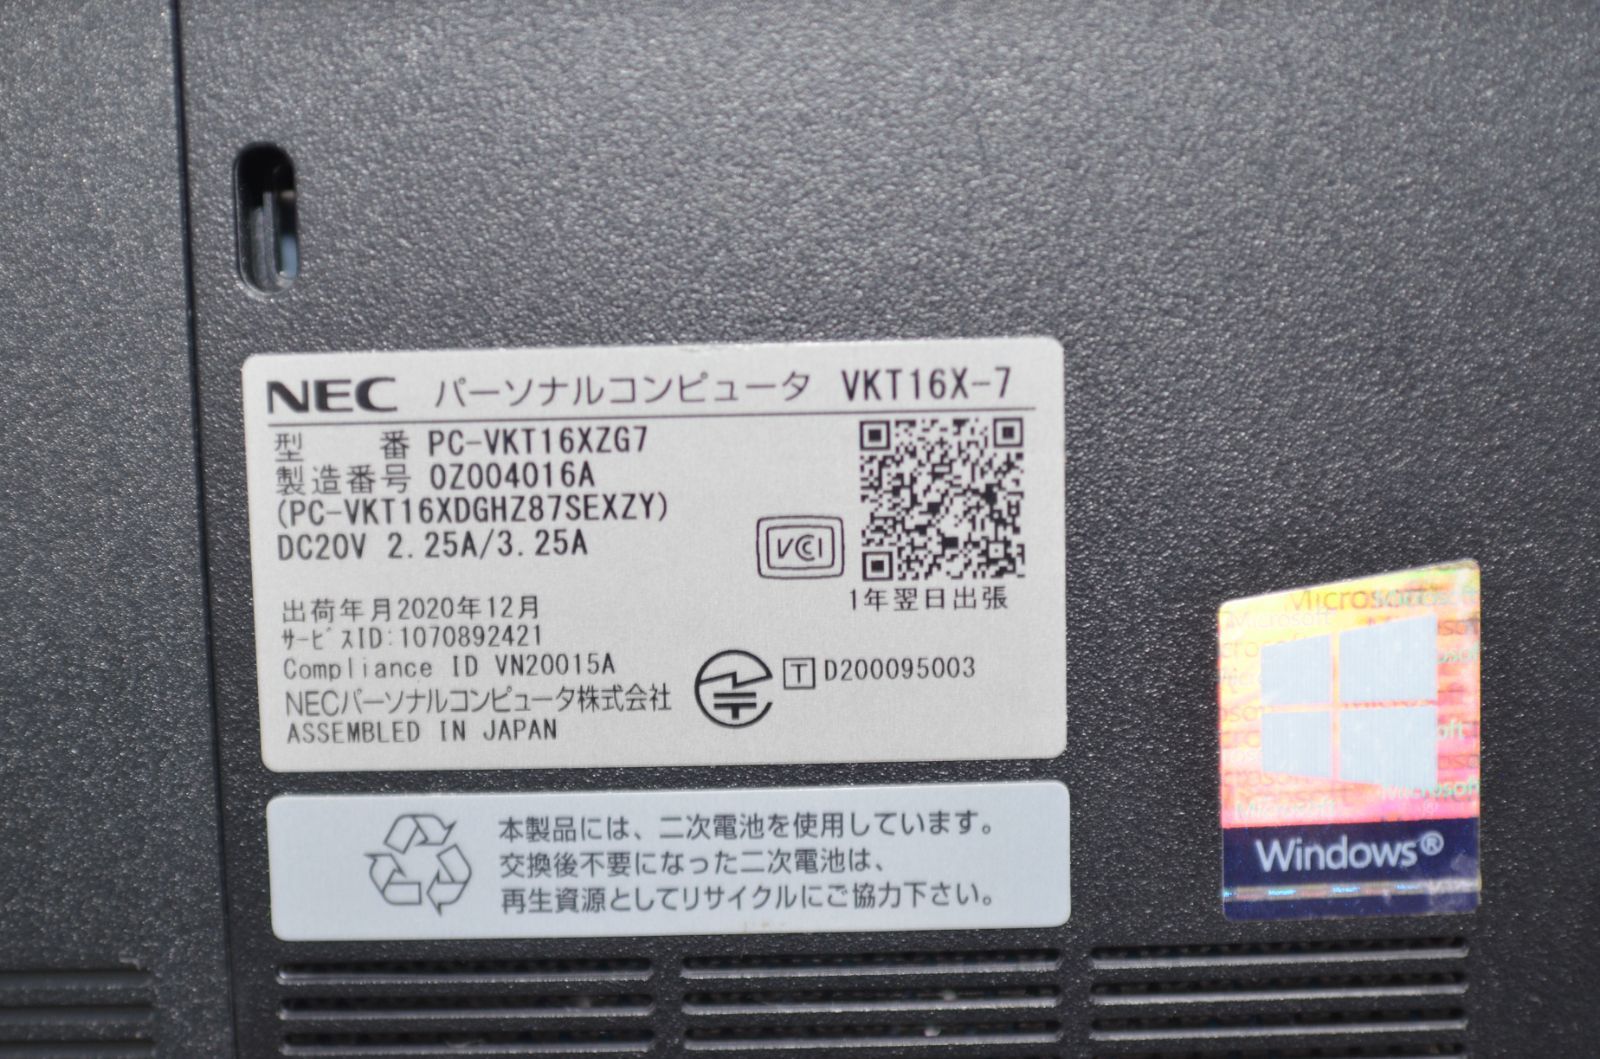 NEC パーソナルコンピュータ VKT16X-7
型 番 PC-VKT16XZG7
製造番号 0Z004016A
(PC-VKT16XDGHZ87SEXZY)
DC20V 2.25A/3.25A
VCCI
1年翌日出張
出荷年月2020年12月
ｻｰﾋﾞｽID:1070892421
Compliance ID VN20015A
T D200095003
NECパーソナルコンピュータ株式会社
ASSEMBLED IN JAPAN
本製品には、二次電池を使用しています。
交換後不要になった二次電池は、
再生資源としてリサイクルにご協力下さい。
Microsoft
Windows®